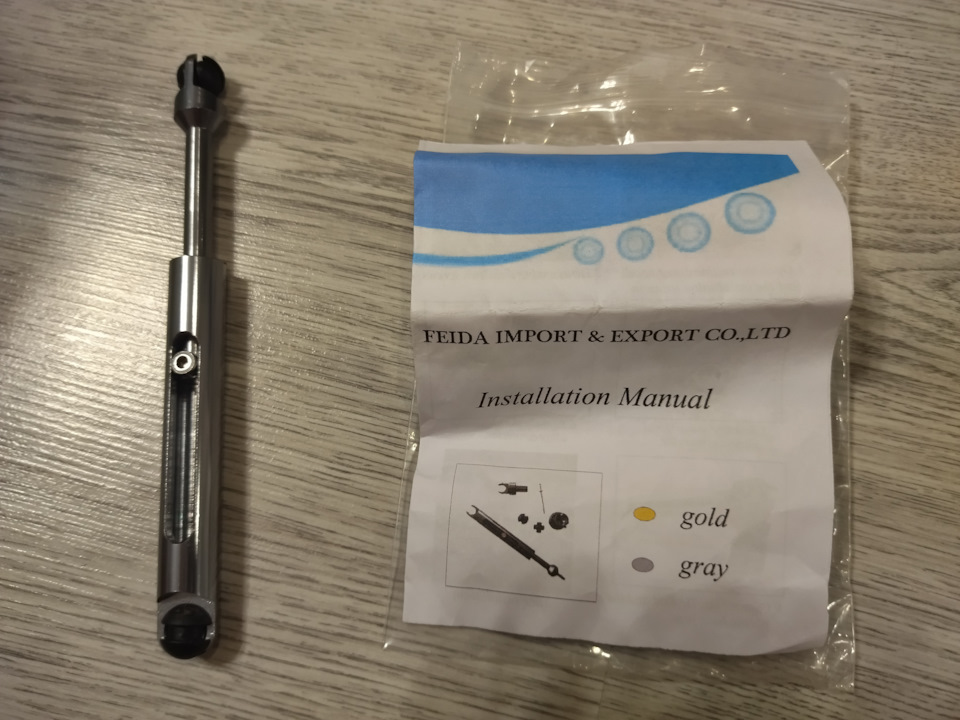 FEIDA IMPORT & EXPORT CO.,LTD
Installation Manual
gold
gray